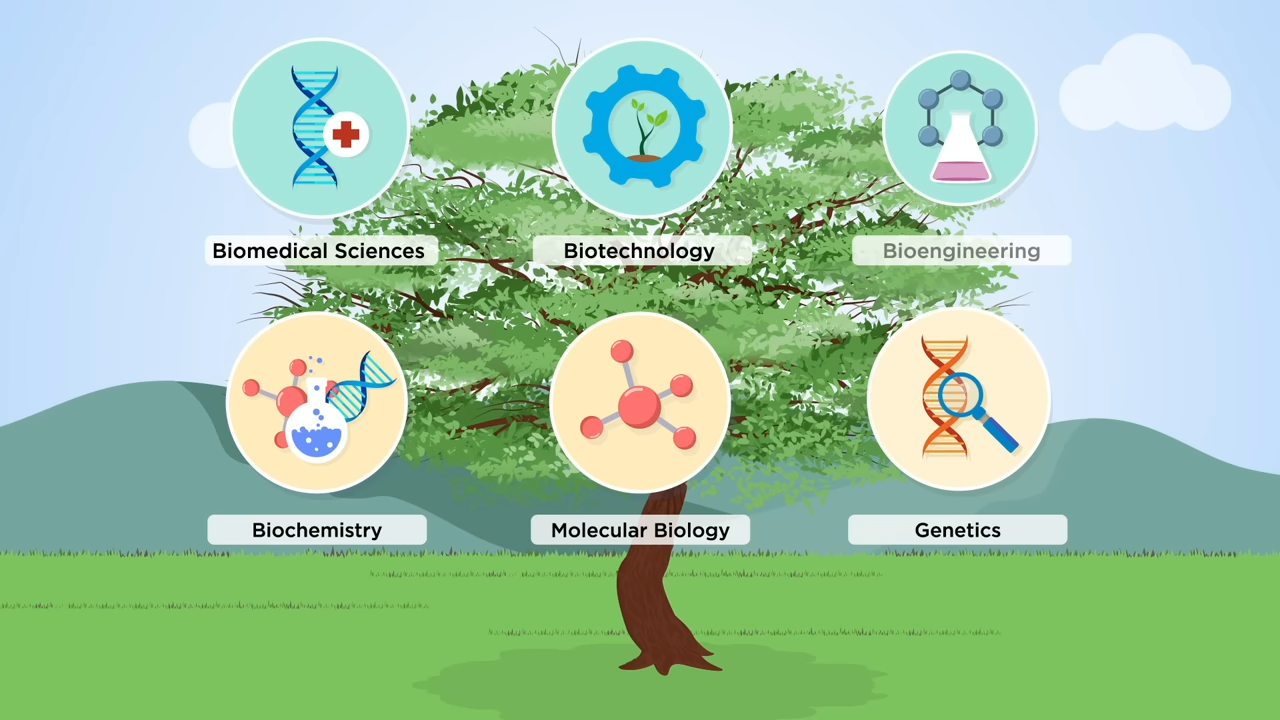 Biomedical Sciences
Biotechnology
Bioengineering
Biochemistry
Molecular Biology
Genetics